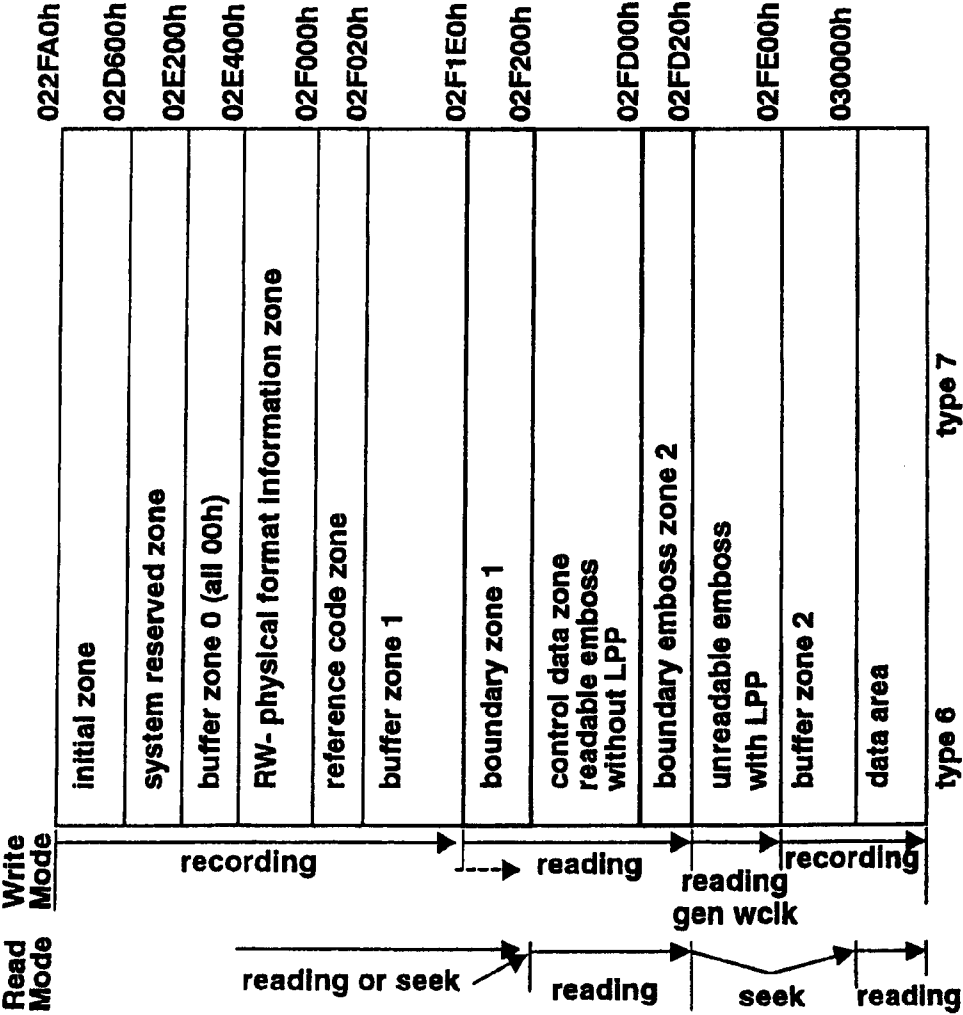 022FA0h
02D600h
02E200h
02E400h
02F000h
02F020h
02F1E0h
02F200h
02FD00h
02FD20h
02FE00h
030000h
initial zone
system reserved zone
buffer zone 0 (all 00h)
RW- physical format information zone
reference code zone
buffer zone 1
boundary zone 1
control data zone
readable emboss
without LPP
boundary emboss zone 2
unreadable emboss
with LPP
buffer zone 2
data area
type 6
type 7
Write
Mode
recording
reading
reading
gen wclk
recording
Read
Mode
reading or seek
reading
seek
reading